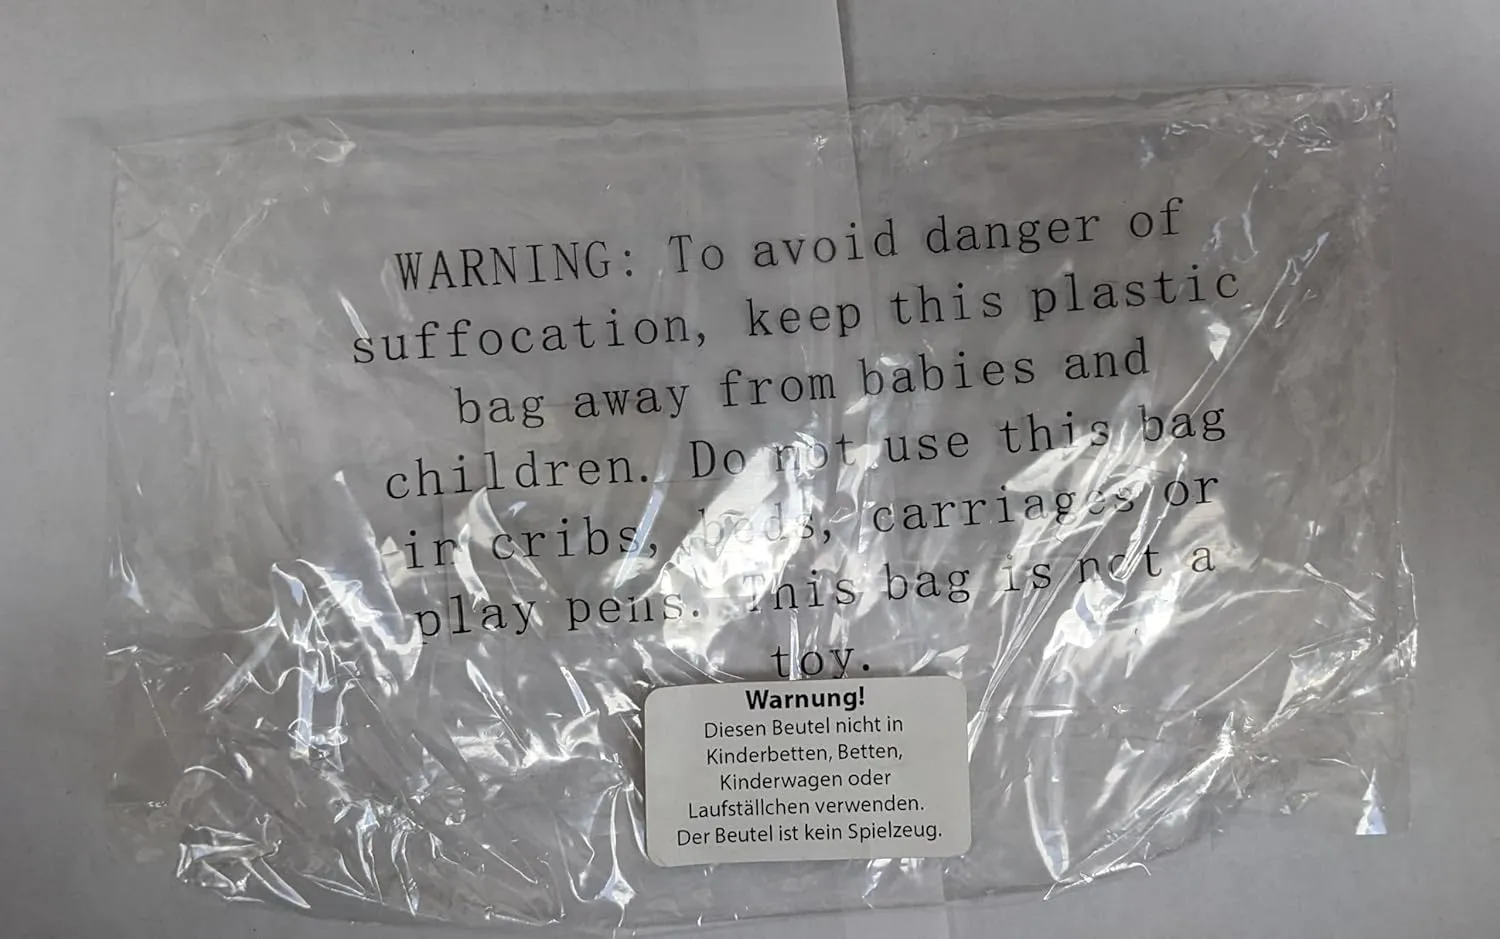 WARNING: To avoid danger of
suffocation, keep this plastic
bag away from babies and
children. Do not use this bag
in cribs, beds, carriages or
play pens. This bag is not a
toy.
Warnung!
Diesen Beutel nicht in
Kinderbetten, Betten,
Kinderwagen oder
Laufställchen verwenden.
Der Beutel ist kein Spielzeug.